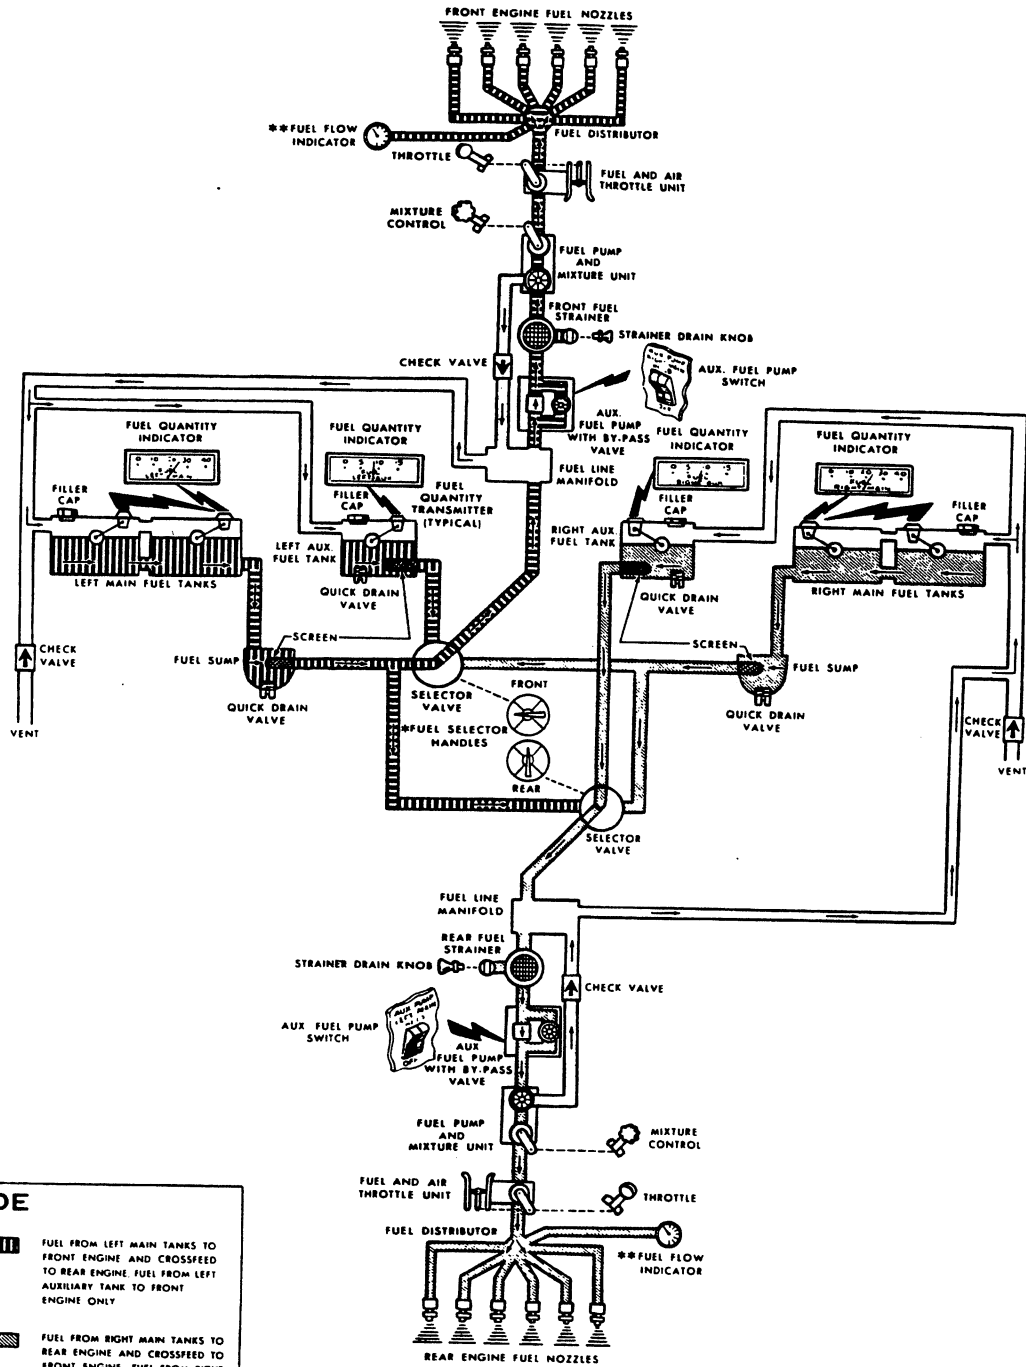 FRONT ENGINE FUEL NOZZLES
FUEL DISTRIBUTOR
**FUEL FLOW
INDICATOR
THROTTLE
FUEL AND AIR
THROTTLE UNIT
MIXTURE
CONTROL
FUEL PUMP
AND
MIXTURE UNIT
FRONT FUEL
STRAINER
STRAINER DRAIN KNOB
CHECK VALVE
AUX. FUEL PUMP
SWITCH
AUX.
FUEL PUMP
WITH BY-PASS
VALVE
FUEL LINE
MANIFOLD
FUEL QUANTITY
INDICATOR
FUEL QUANTITY
INDICATOR
FUEL QUANTITY
INDICATOR
FUEL QUANTITY
INDICATOR
FILLER
CAP
FILLER
CAP
FUEL
QUANTITY
TRANSMITTER
(TYPICAL)
FILLER
CAP
FILLER
CAP
LEFT MAIN FUEL TANKS
LEFT AUX.
FUEL TANK
RIGHT AUX.
FUEL TANK
RIGHT MAIN FUEL TANKS
QUICK DRAIN
VALVE
QUICK DRAIN
VALVE
SCREEN
SCREEN
FUEL SUMP
FUEL SUMP
CHECK
VALVE
VENT
QUICK DRAIN
VALVE
SELECTOR
VALVE
FRONT
*FUEL SELECTOR
HANDLES
REAR
QUICK DRAIN
VALVE
CHECK
VALVE
VENT
SELECTOR
VALVE
FUEL LINE
MANIFOLD
REAR FUEL
STRAINER
STRAINER DRAIN KNOB
CHECK VALVE
AUX FUEL PUMP
SWITCH
AUX PUMP
OFF
AUX
FUEL PUMP
WITH BY-PASS
VALVE
FUEL PUMP
AND
MIXTURE UNIT
MIXTURE
CONTROL
FUEL AND AIR
THROTTLE UNIT
THROTTLE
FUEL DISTRIBUTOR
**FUEL FLOW
INDICATOR
REAR ENGINE FUEL NOZZLES
DE
FUEL FROM LEFT MAIN TANKS TO
FRONT ENGINE AND CROSSFEED
TO REAR ENGINE. FUEL FROM LEFT
AUXILIARY TANK TO FRONT
ENGINE ONLY
FUEL FROM RIGHT MAIN TANKS TO
REAR ENGINE AND CROSSFEED TO
FRONT ENGINE. FUEL FROM RIGHT